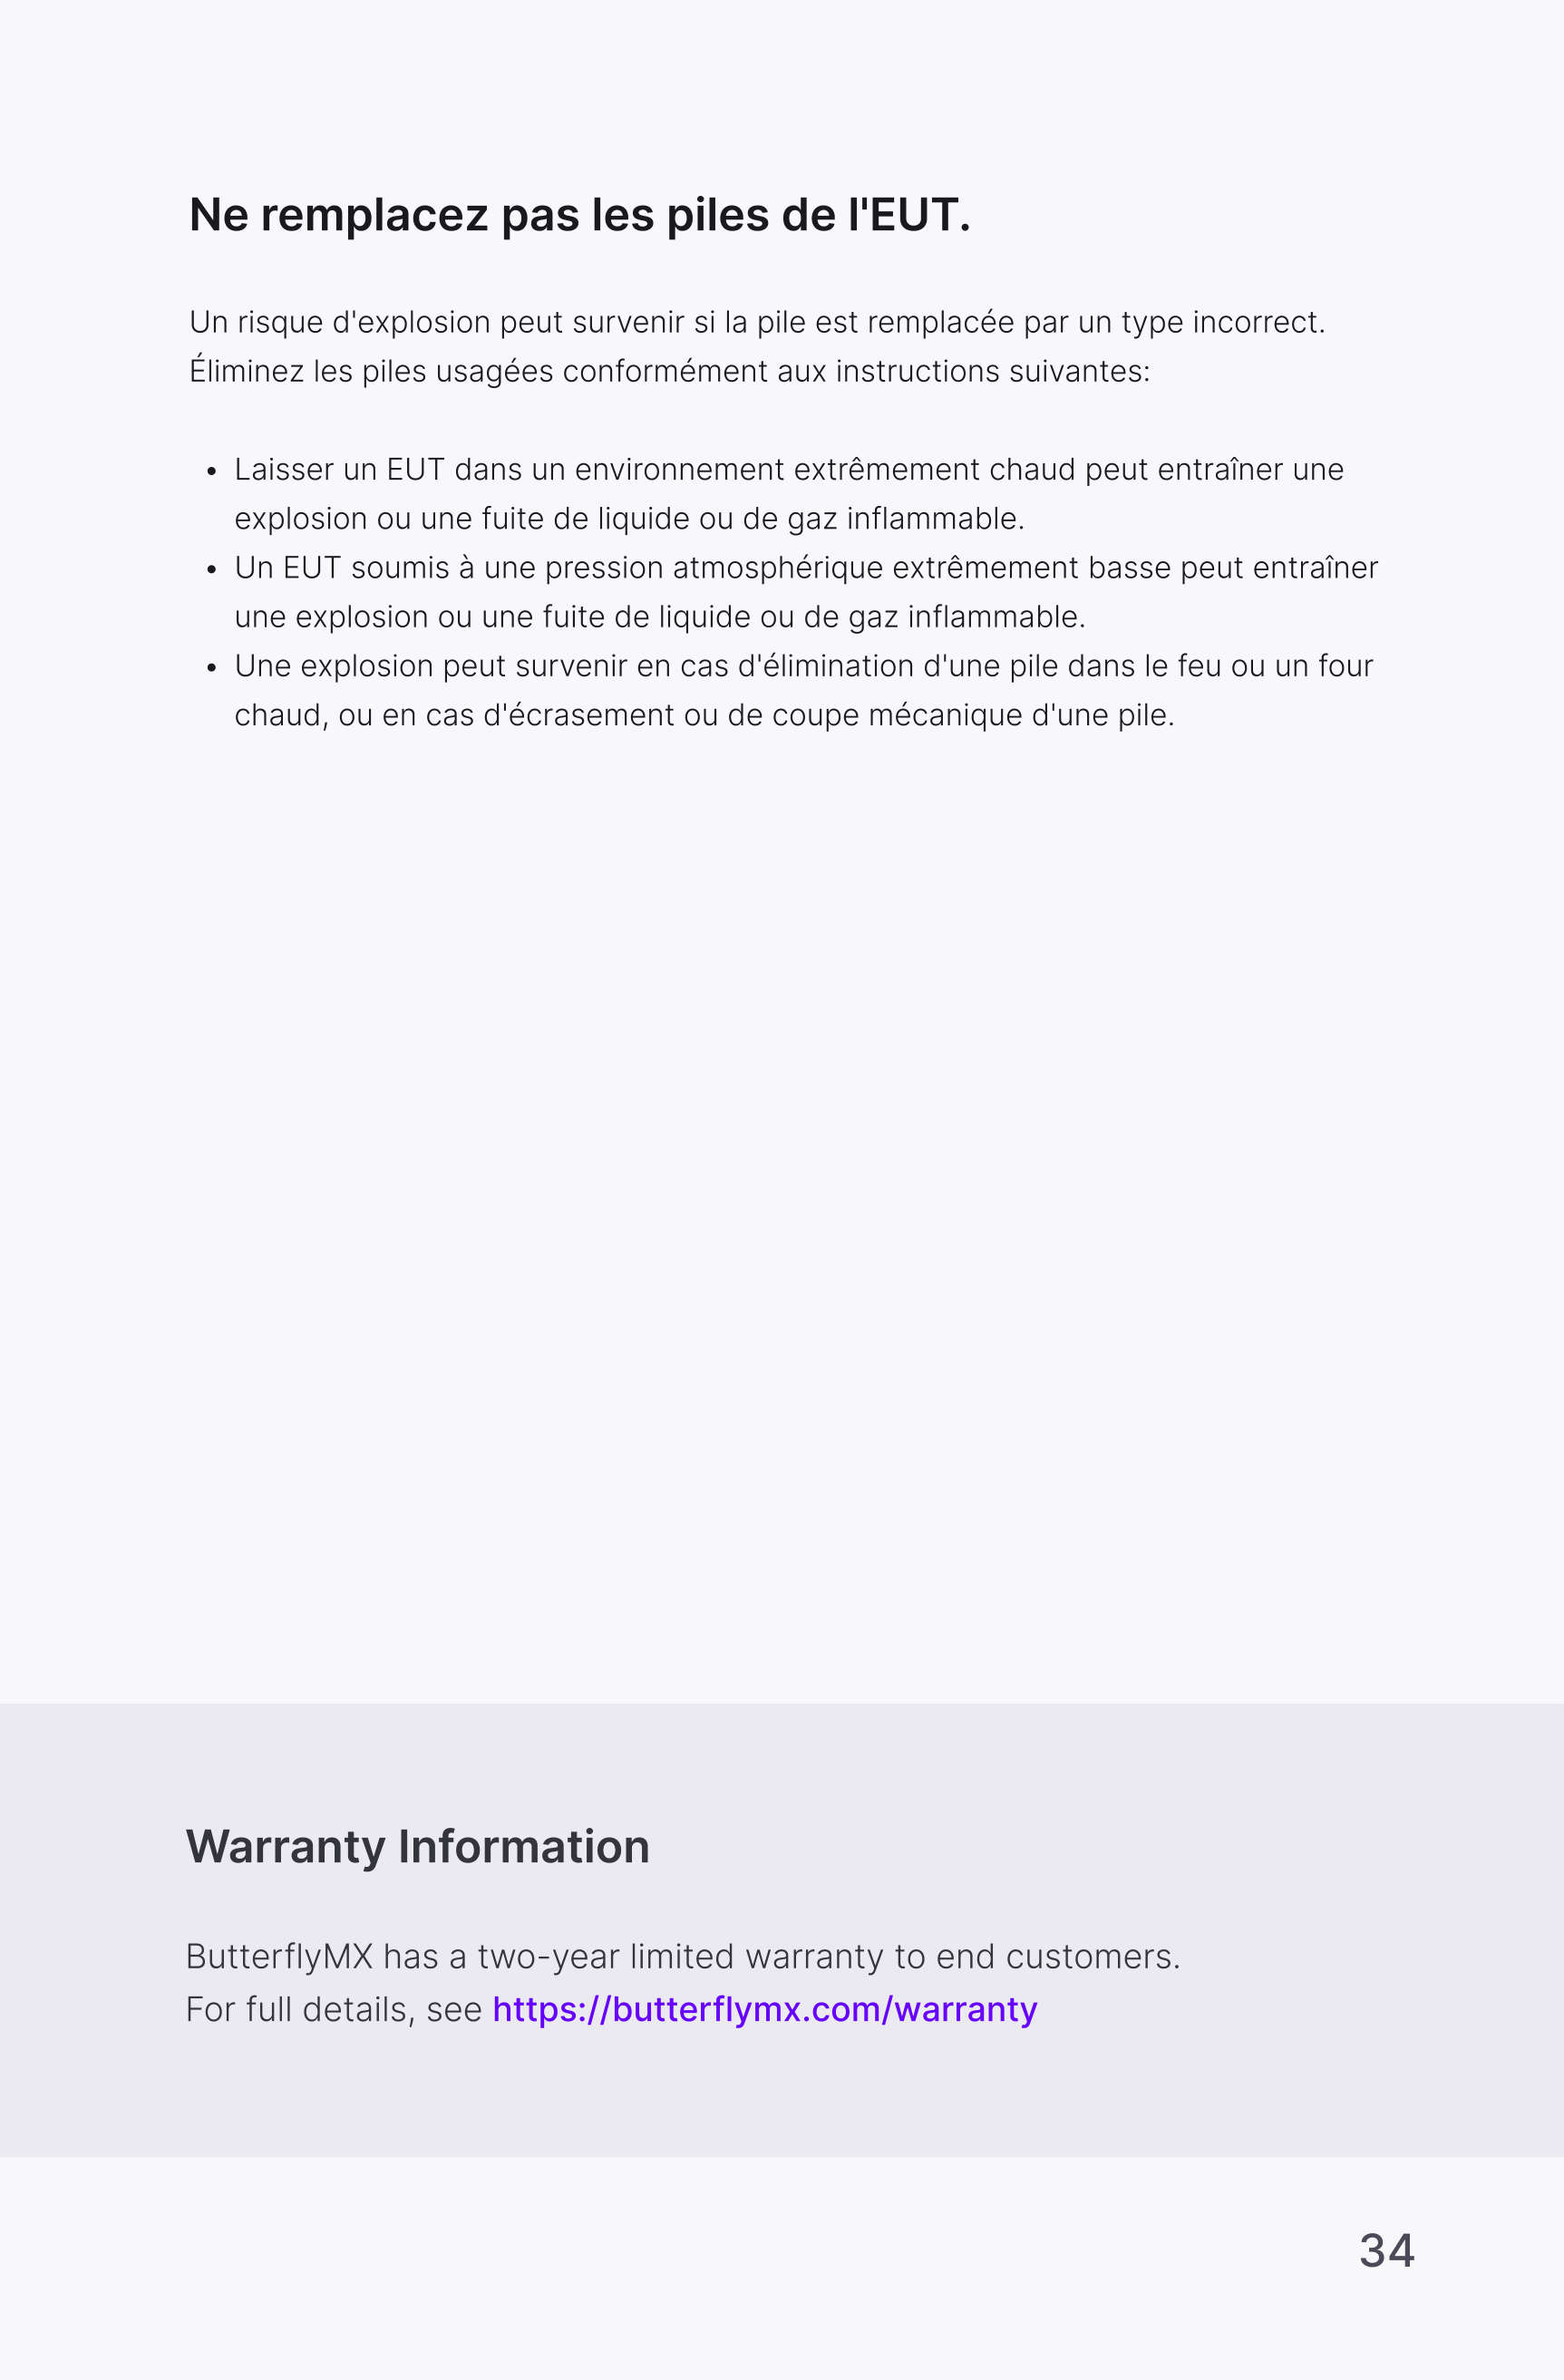 Ne remplacez pas les piles de l'EUT.
Un risque d'explosion peut survenir si la pile est remplacée par un type incorrect.
Éliminez les piles usagées conformément aux instructions suivantes:
• Laisser un EUT dans un environnement extrêmement chaud peut entraîner une
explosion ou une fuite de liquide ou de gaz inflammable.
• Un EUT soumis à une pression atmosphérique extrêmement basse peut entraîner
une explosion ou une fuite de liquide ou de gaz inflammable.
• Une explosion peut survenir en cas d'élimination d'une pile dans le feu ou un four
chaud, ou en cas d'écrasement ou de coupe mécanique d'une pile.
Warranty Information
ButterflyMX has a two-year limited warranty to end customers.
For full details, see https://butterflymx.com/warranty
34